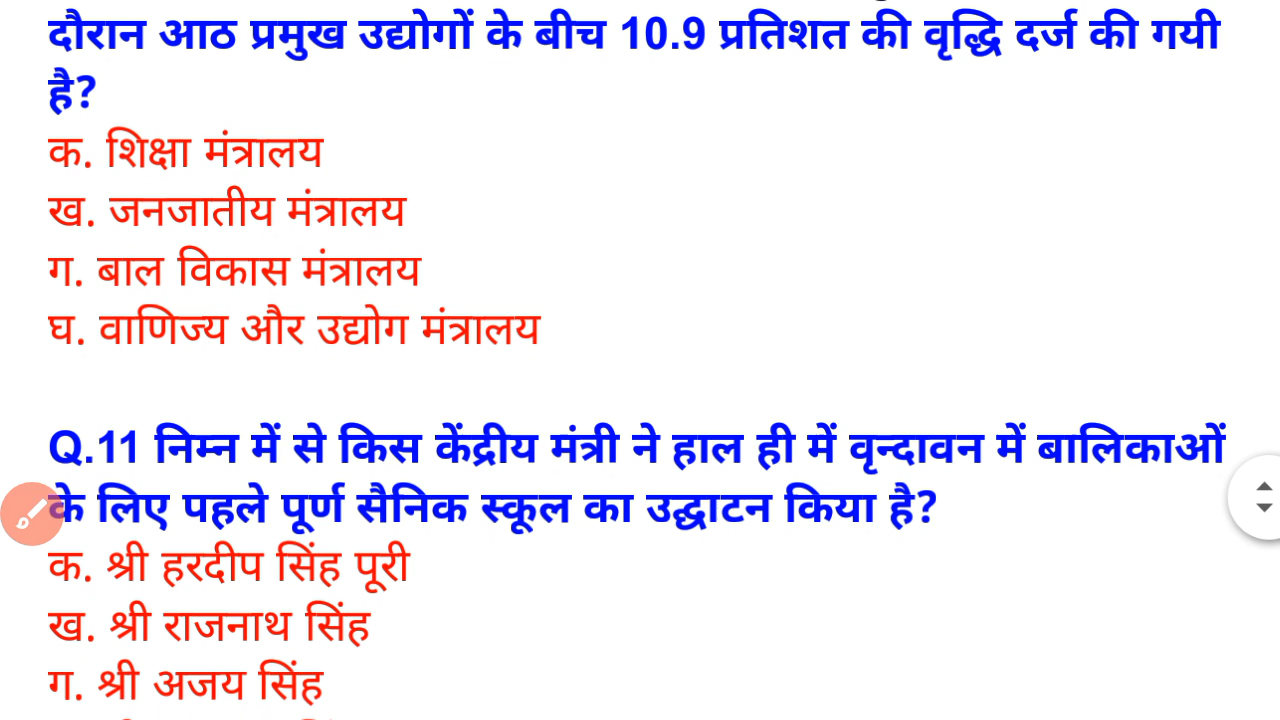 दौरान आठ प्रमुख उद्योगों के बीच 10.9 प्रतिशत की वृद्धि दर्ज की गयी
है?
क. शिक्षा मंत्रालय
ख. जनजातीय मंत्रालय
ग. बाल विकास मंत्रालय
घ. वाणिज्य और उद्योग मंत्रालय
Q.11 निम्न में से किस केंद्रीय मंत्री ने हाल ही में वृन्दावन में बालिकाओं
के लिए पहले पूर्ण सैनिक स्कूल का उद्घाटन किया है?
क. श्री हरदीप सिंह पूरी
ख. श्री राजनाथ सिंह
ग. श्री अजय सिंह